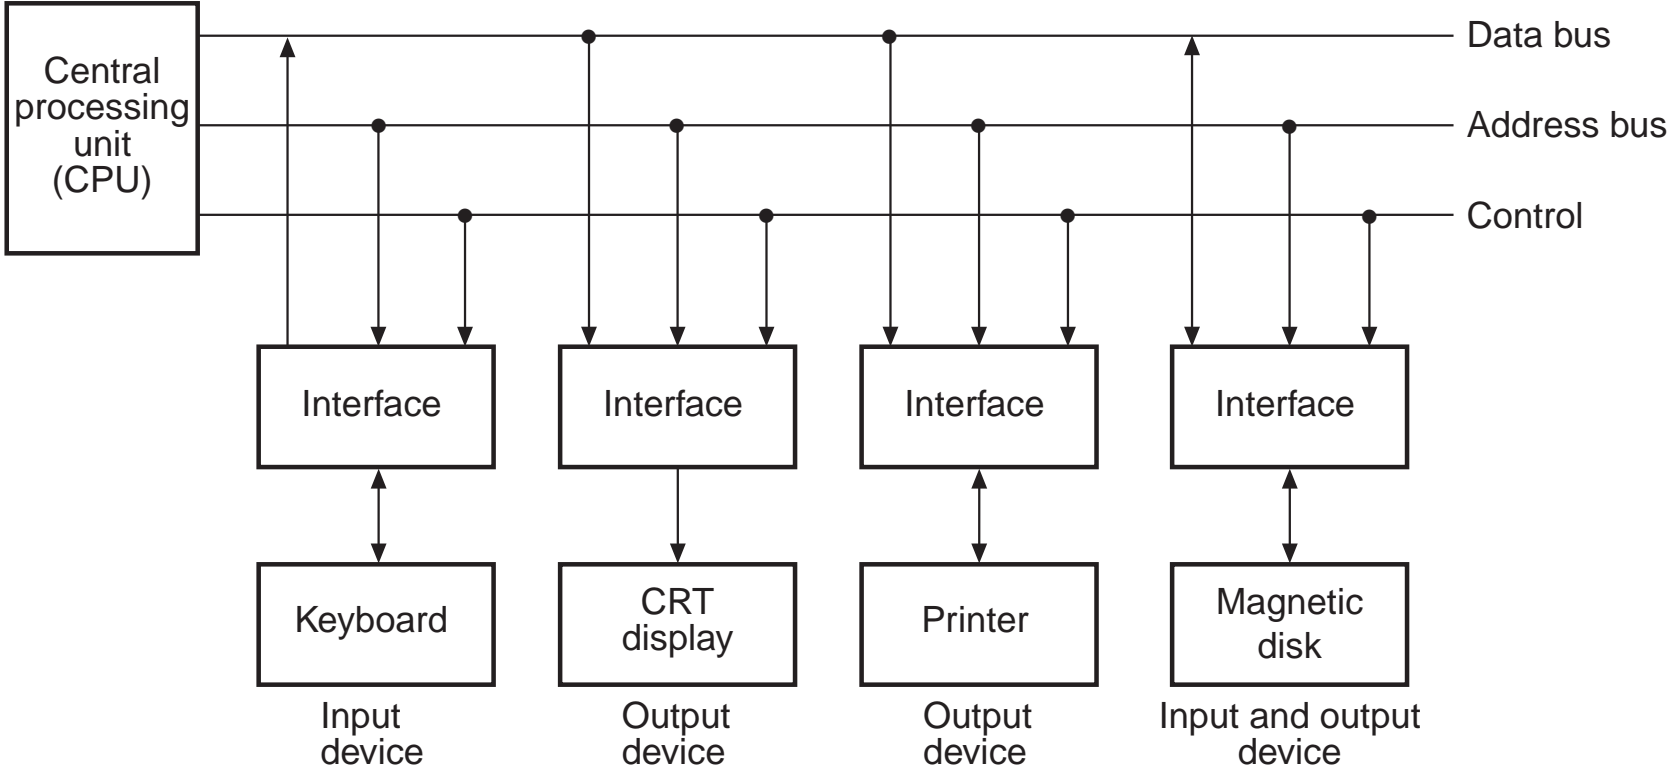 Central
processing
unit
(CPU)
Data bus
Address bus
Control
Interface
Interface
Interface
Interface
Keyboard
CRT
display
Printer
Magnetic
disk
Input
device
Output
device
Output
device
Input and output
device